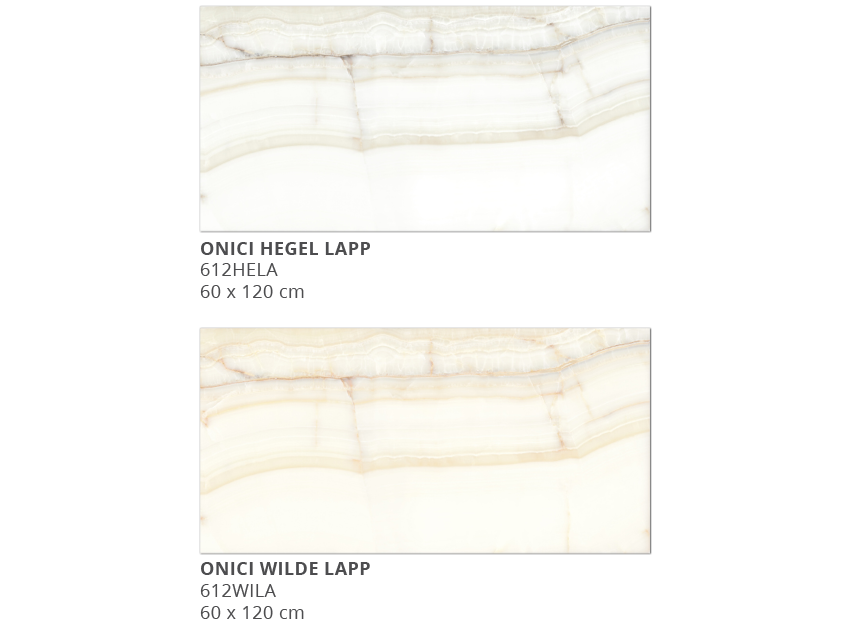 ONICI HEGEL LAPP
612HELA
60 x 120 cm
ONICI WILDE LAPP
612WILA
60 x 120 cm